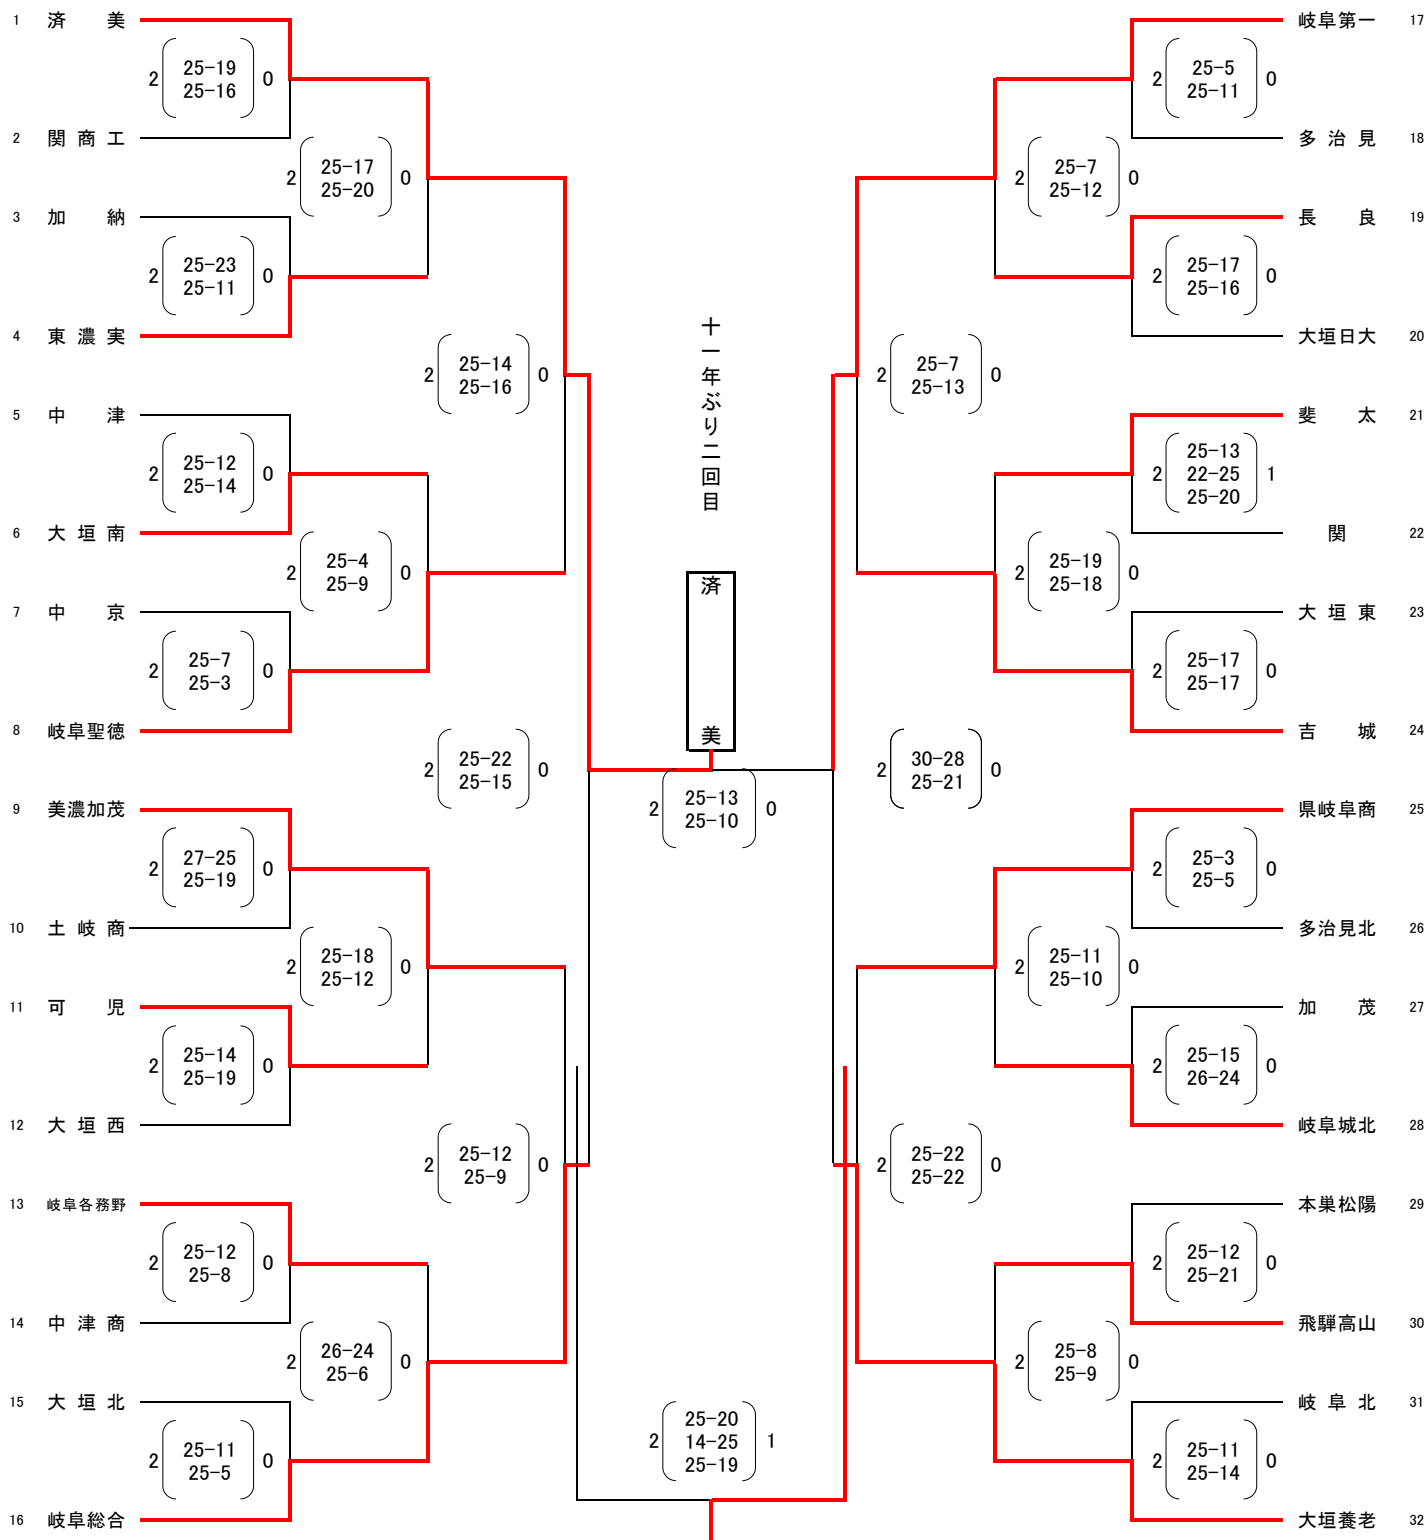 1 済 美
2 25-19 0
25-16
2 関 商 工
2 25-17 0
25-20
3 加 納
2 25-23 0
25-11
4 東 濃 実
2 25-14 0
25-16
5 中 津
2 25-12 0
25-14
6 大 垣 南
2 25-4 0
25-9
7 中 京
2 25-7 0
25-3
8 岐阜聖徳
2 25-22 0
25-15
9 美濃加茂
2 27-25 0
25-19
10 土 岐 商
2 25-18 0
25-12
11 可 児
2 25-14 0
25-19
12 大 垣 西
2 25-12 0
25-9
13 岐阜各務野
2 25-12 0
25-8
14 中 津 商
2 26-24 0
25-6
15 大 垣 北
2 25-11 0
25-5
16 岐阜総合
十一年ぶり二回目
済 美
2 25-13 0
25-10
2 25-20 1
14-25
25-19
岐阜第一 17
2 25-5 0
25-11
多 治 見 18
2 25-7 0
25-12
長 良 19
2 25-17 0
25-16
大垣日大 20
2 25-7 0
25-13
斐 太 21
2 25-13 1
22-25
25-20
関 22
2 25-19 0
25-18
大 垣 東 23
2 25-17 0
25-17
吉 城 24
2 30-28 0
25-21
県岐阜商 25
2 25-3 0
25-5
多治見北 26
2 25-11 0
25-10
加 茂 27
2 25-15 0
26-24
岐阜城北 28
2 25-22 0
25-22
本巣松陽 29
2 25-12 0
25-21
飛騨高山 30
2 25-8 0
25-9
岐 阜 北 31
2 25-11 0
25-14
大垣養老 32